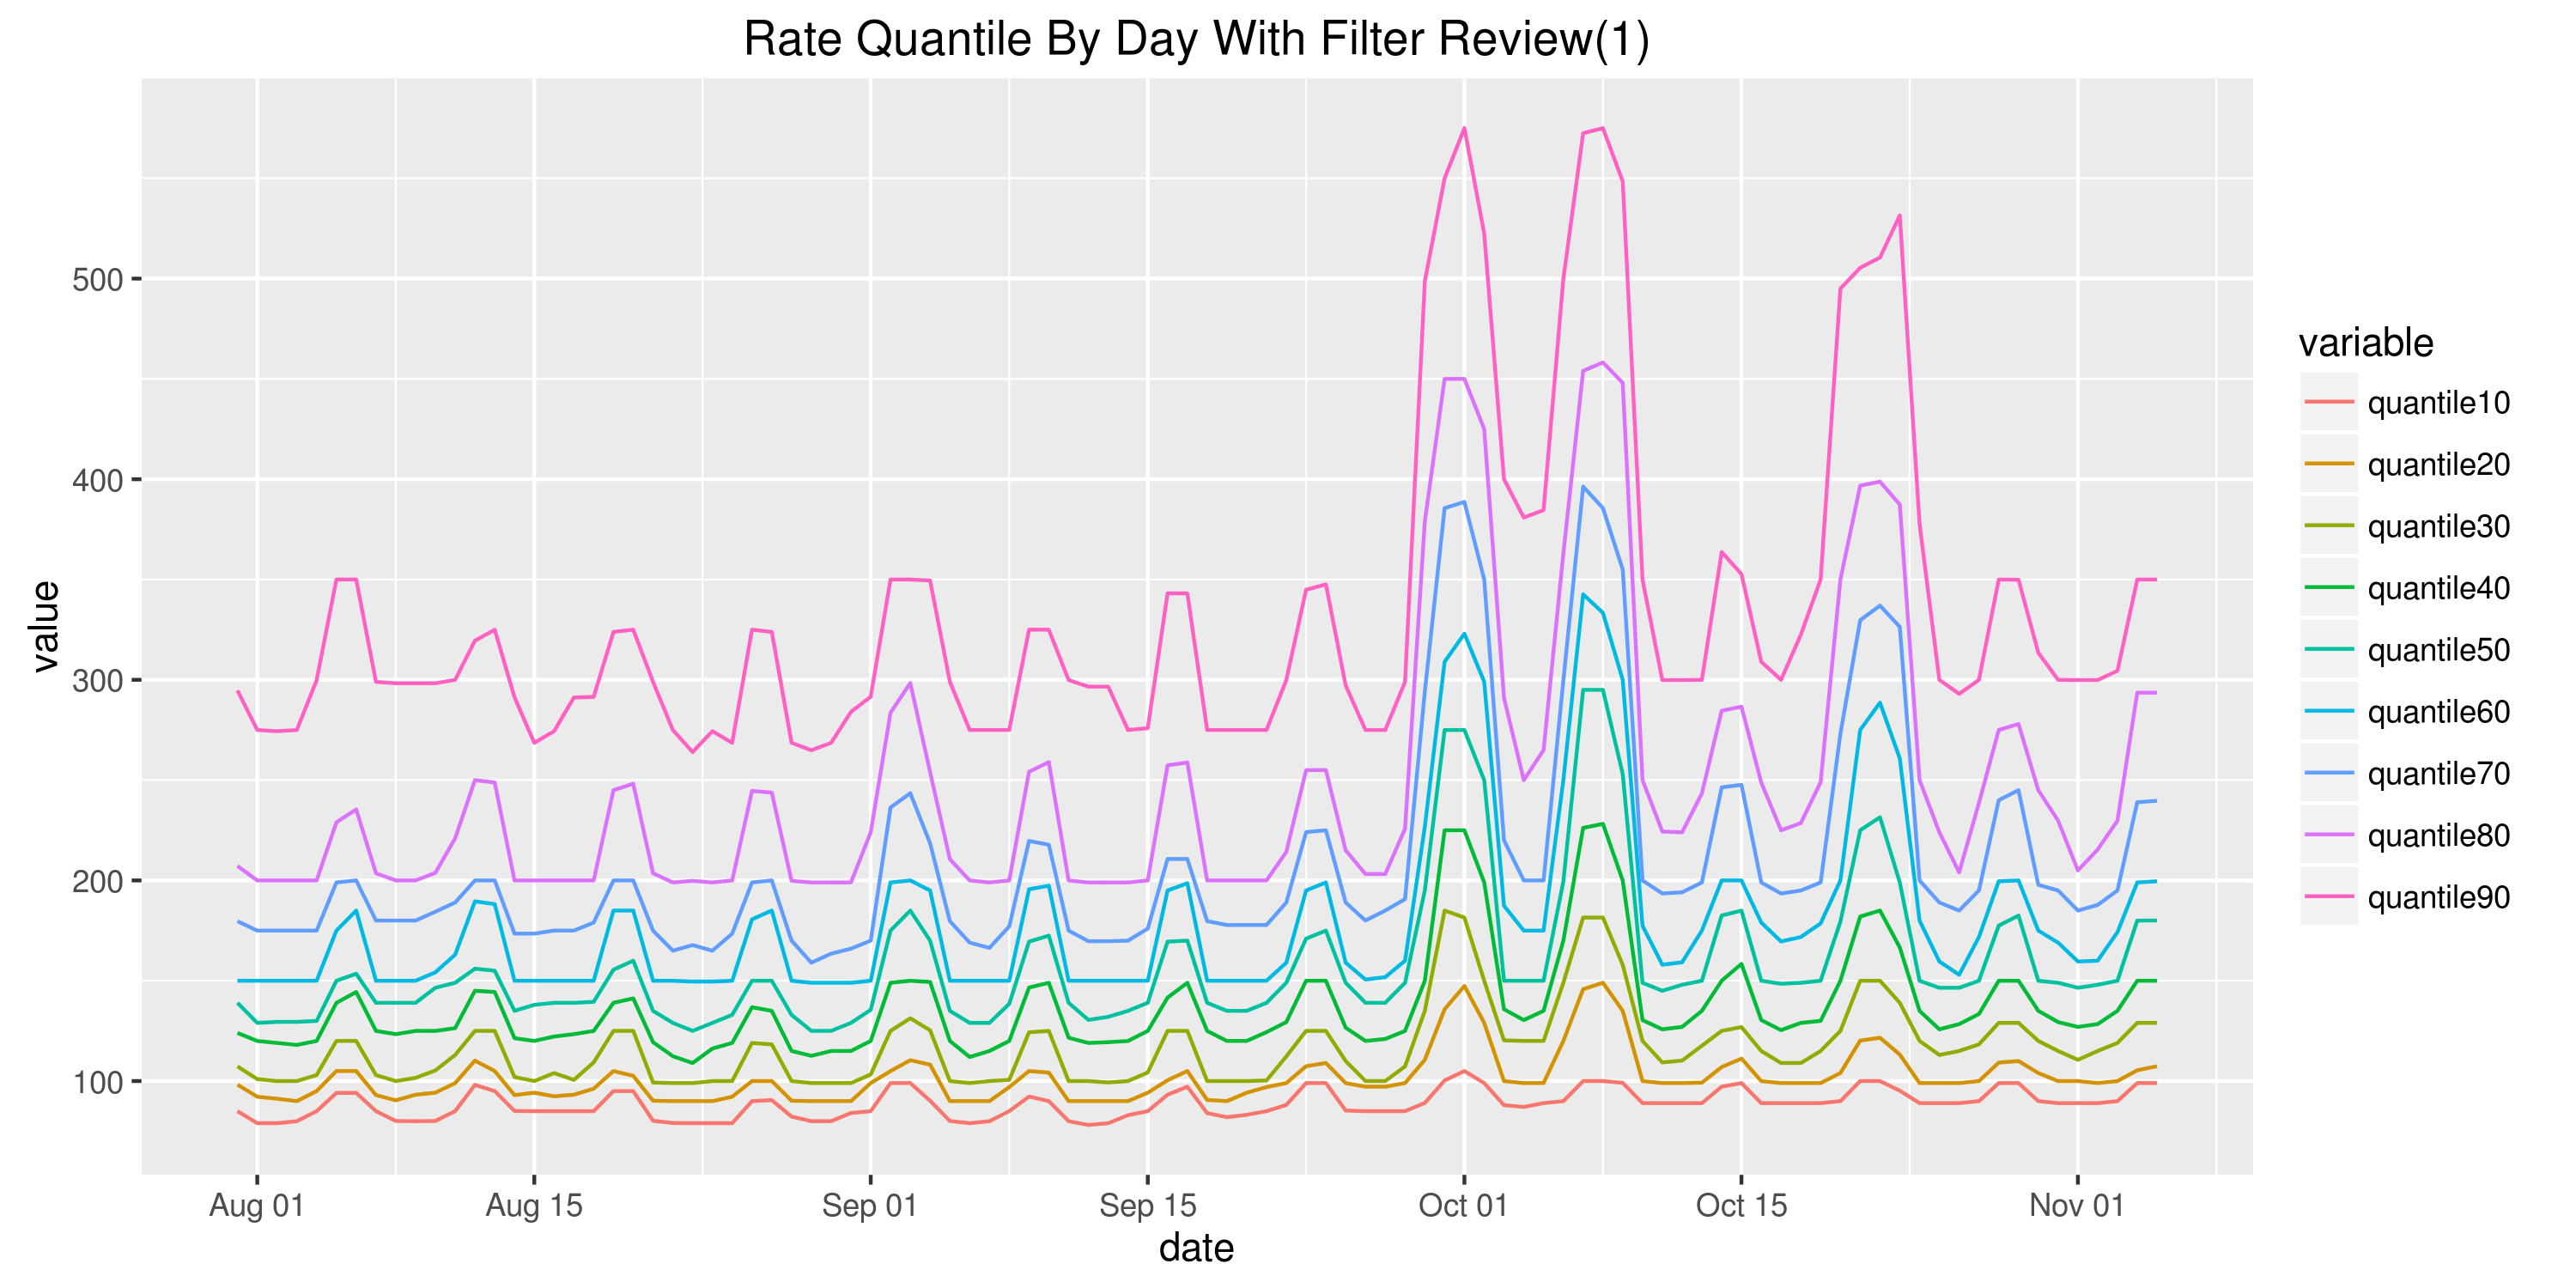 Rate Quantile By Day With Filter Review(1)
value
500
400
300
200
100
Aug 01
Aug 15
Sep 01
Sep 15
Oct 01
Oct 15
Nov 01
date
variable
quantile10
quantile20
quantile30
quantile40
quantile50
quantile60
quantile70
quantile80
quantile90